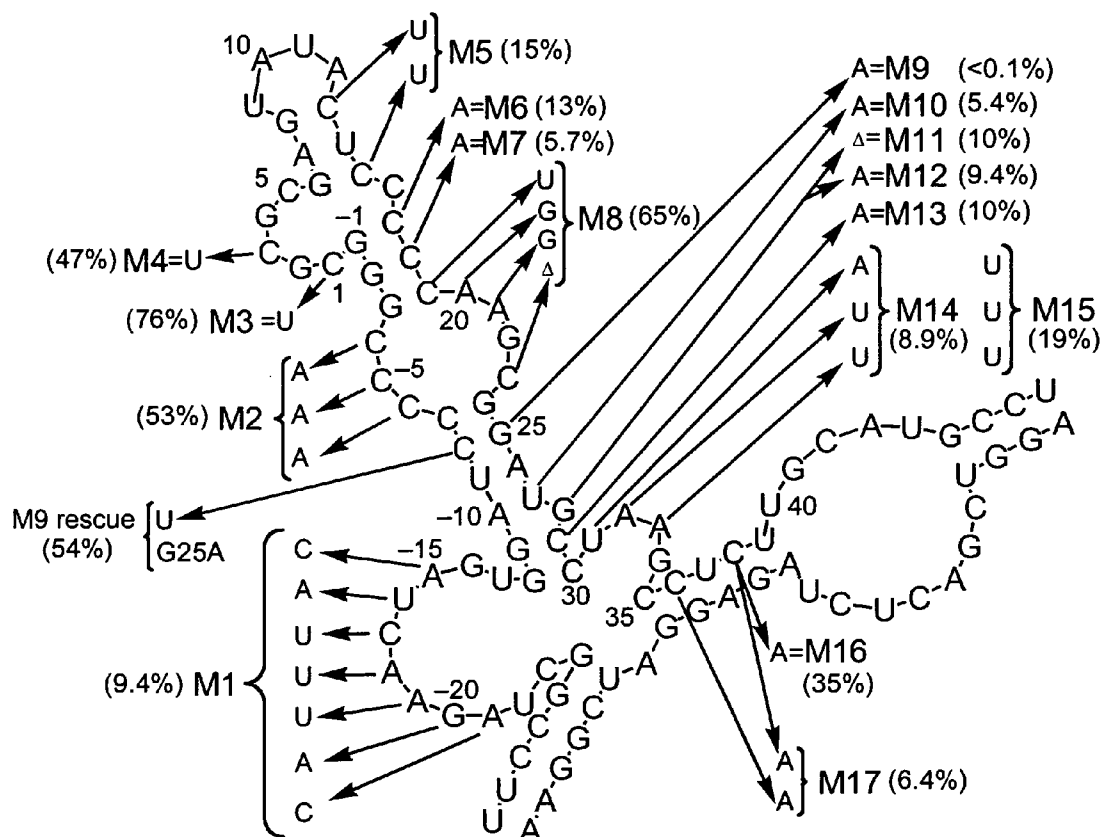 10
A U A C U C C C C C A A G C G G A U G C C U A A G C C U C U U G C A U G C C U A G G U C G A C U C U A G A G G A U C G G A A
U G A G C G C G C G G G C C C C U A G G U G A U C A A G A U C G G C C U U
5
–1
1
–5
–10
–15
–20
20
25
30
35
40
U
U
M5 (15%)
A=M6 (13%)
A=M7 (5.7%)
U
G
G
Δ
M8 (65%)
A=M9 (<0.1%)
A=M10 (5.4%)
Δ=M11 (10%)
A=M12 (9.4%)
A=M13 (10%)
A
U
U
M14
(8.9%)
U
U
U
M15
(19%)
(47%) M4=U
(76%) M3 =U
A
A
A
(53%) M2
M9 rescue
(54%)
U
G25A
C
A
U
U
U
A
C
(9.4%) M1
A=M16
(35%)
A
A
M17 (6.4%)